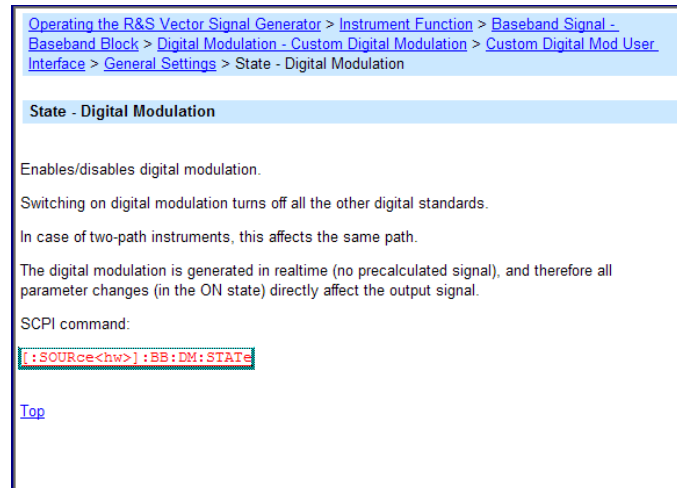 Operating the R&S Vector Signal Generator > Instrument Function > Baseband Signal -
Baseband Block > Digital Modulation - Custom Digital Modulation > Custom Digital Mod User
Interface > General Settings > State - Digital Modulation
State - Digital Modulation
Enables/disables digital modulation.
Switching on digital modulation turns off all the other digital standards.
In case of two-path instruments, this affects the same path.
The digital modulation is generated in realtime (no precalculated signal), and therefore all
parameter changes (in the ON state) directly affect the output signal.
SCPI command:
[:SOURce<hw>]:BB:DM:STATe
Top